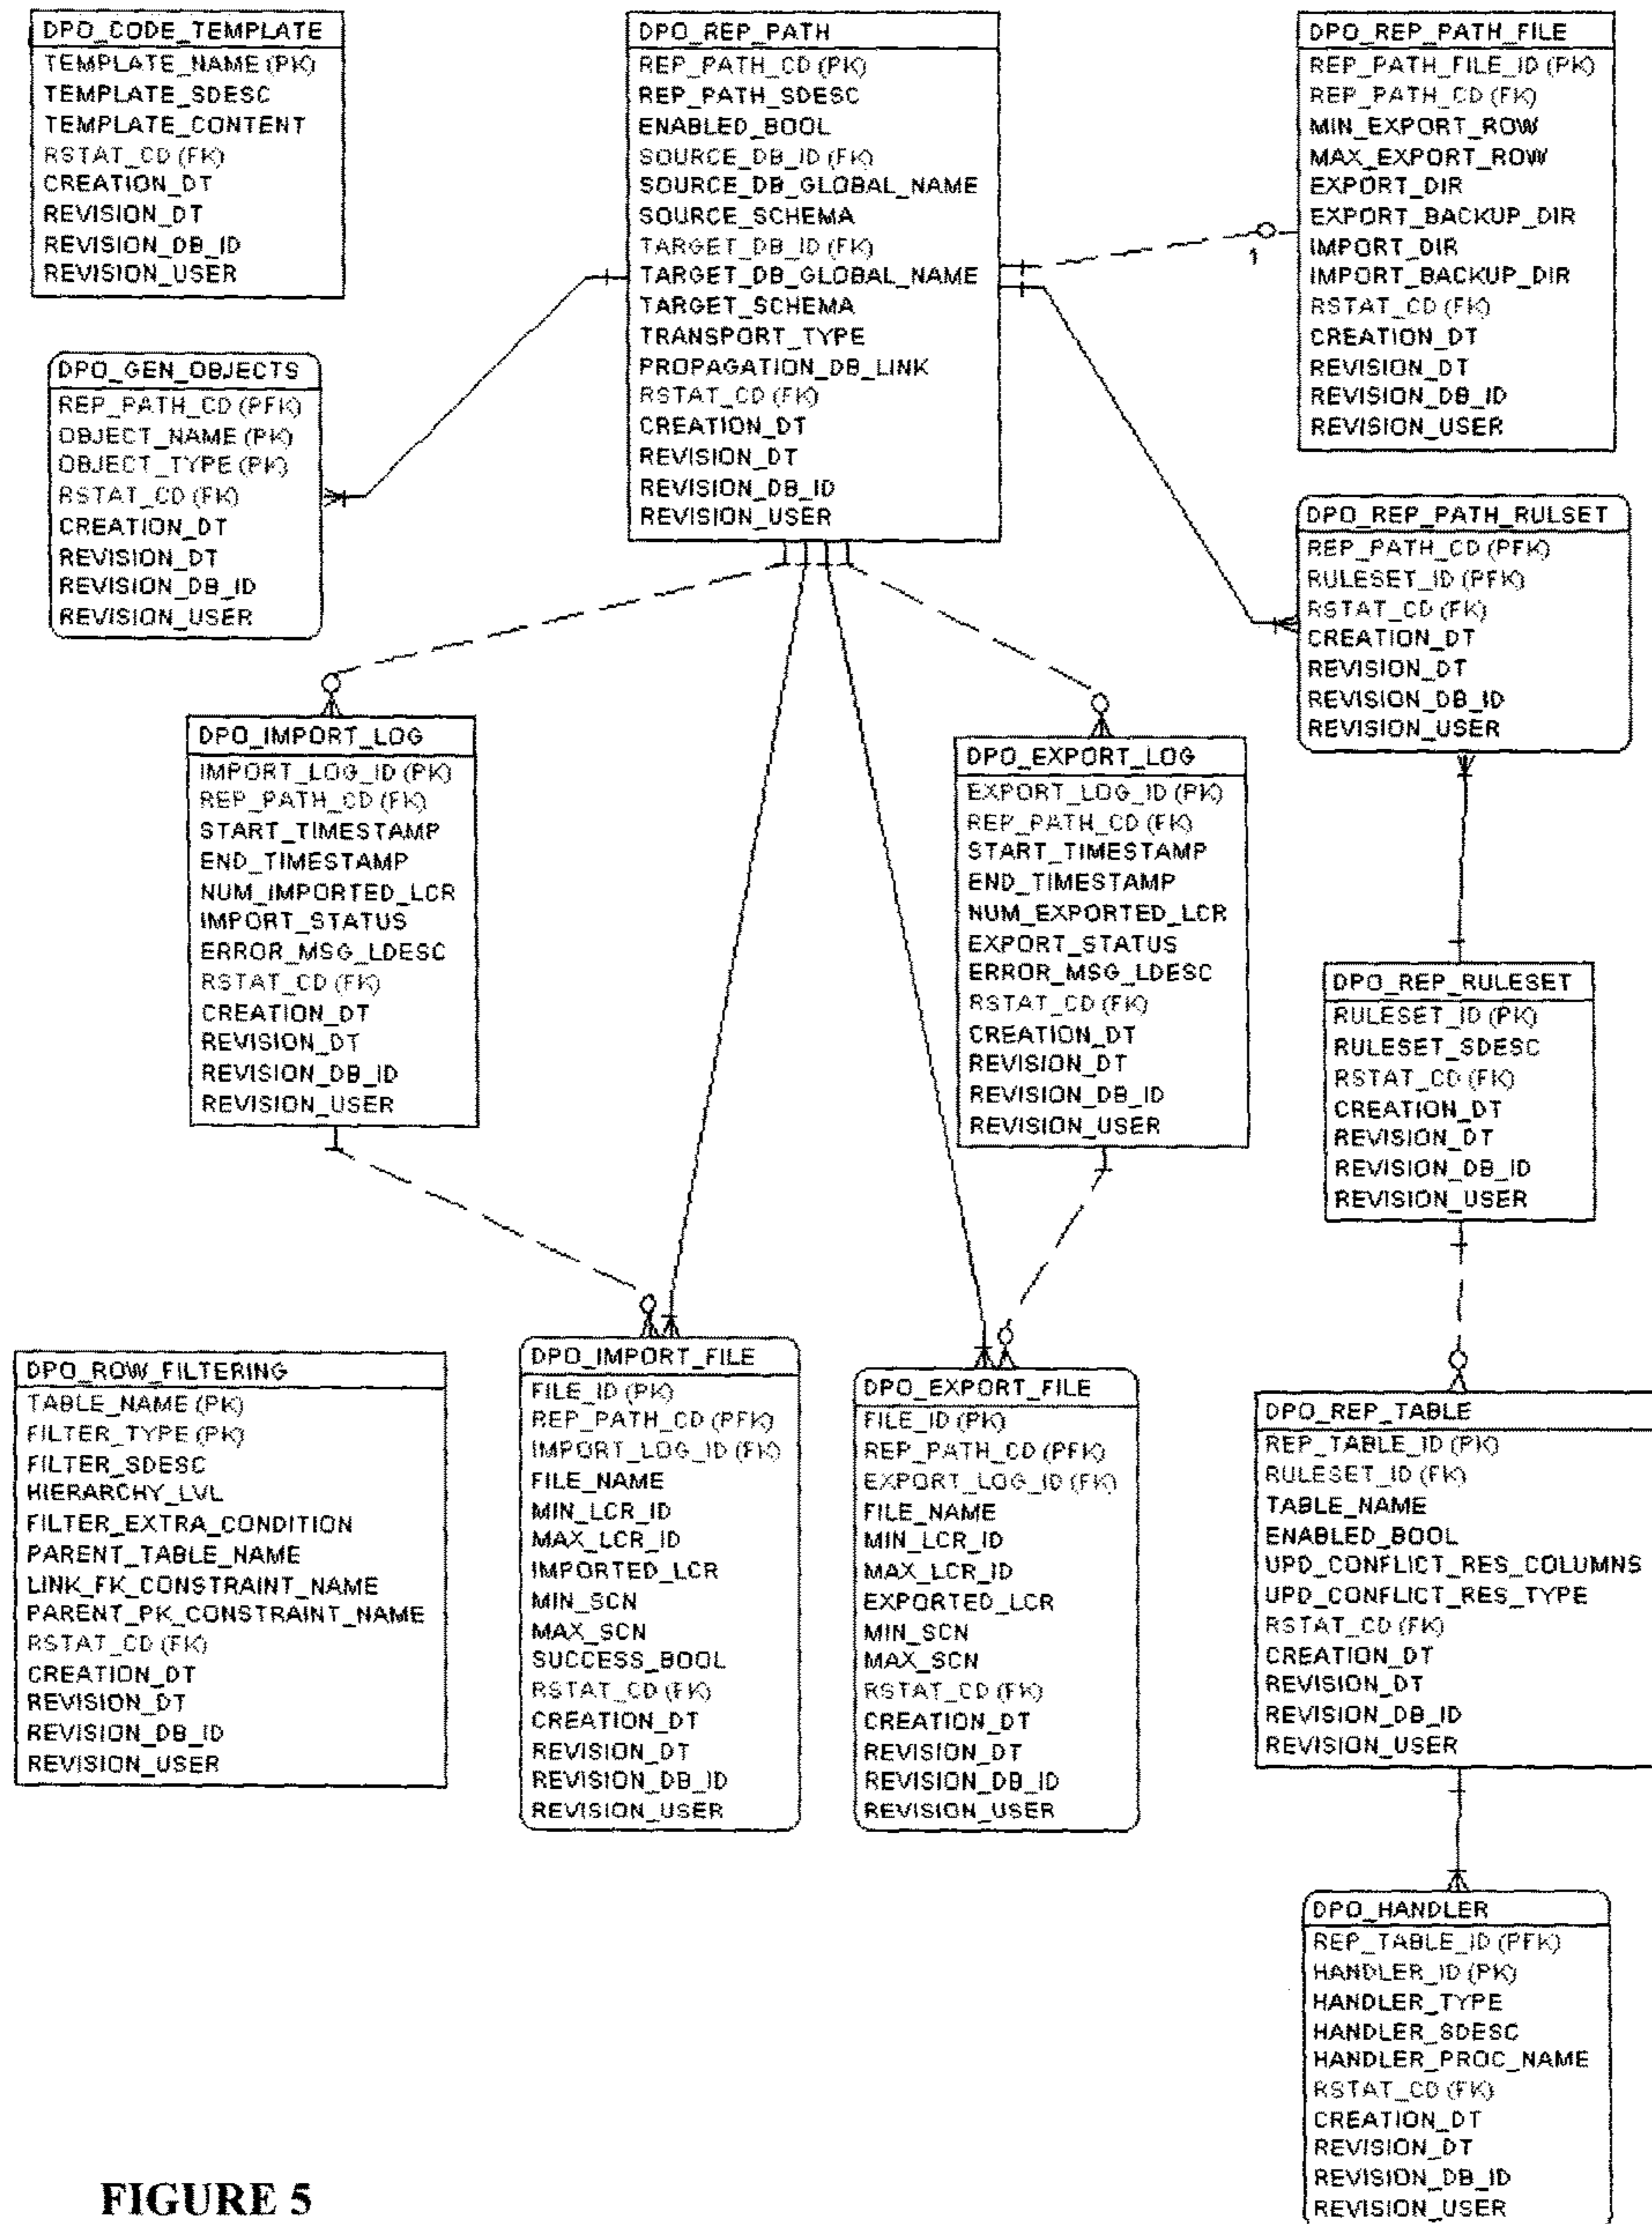 DPO_CODE_TEMPLATE
TEMPLATE_NAME (PK)
TEMPLATE_SDESC
TEMPLATE_CONTENT
RSTAT_CD (FK)
CREATION_DT
REVISION_DT
REVISION_DB_ID
REVISION_USER
DPO_REP_PATH
REP_PATH_CD (PK)
REP_PATH_SDESC
ENABLED_BOOL
SOURCE_DB_ID (FK)
SOURCE_DB_GLOBAL_NAME
SOURCE_SCHEMA
TARGET_DB_ID (FK)
TARGET_DB_GLOBAL_NAME
TARGET_SCHEMA
TRANSPORT_TYPE
PROPAGATION_DB_LINK
RSTAT_CD (FK)
CREATION_DT
REVISION_DT
REVISION_DB_ID
REVISION_USER
DPO_REP_PATH_FILE
REP_PATH_FILE_ID (PK)
REP_PATH_CD (FK)
MIN_EXPORT_ROW
MAX_EXPORT_ROW
EXPORT_DIR
EXPORT_BACKUP_DIR
IMPORT_DIR
IMPORT_BACKUP_DIR
RSTAT_CD (FK)
CREATION_DT
REVISION_DT
REVISION_DB_ID
REVISION_USER
1
DPO_GEN_OBJECTS
REP_PATH_CD (PFK)
OBJECT_NAME (PK)
OBJECT_TYPE (PK)
RSTAT_CD (FK)
CREATION_DT
REVISION_DT
REVISION_DB_ID
REVISION_USER
DPO_REP_PATH_RULSET
REP_PATH_CD (PFK)
RULESET_ID (PFK)
RSTAT_CD (FK)
CREATION_DT
REVISION_DT
REVISION_DB_ID
REVISION_USER
DPO_IMPORT_LOG
IMPORT_LOG_ID (PK)
REP_PATH_CD (FK)
START_TIMESTAMP
END_TIMESTAMP
NUM_IMPORTED_LCR
IMPORT_STATUS
ERROR_MSG_LDESC
RSTAT_CD (FK)
CREATION_DT
REVISION_DT
REVISION_DB_ID
REVISION_USER
DPO_EXPORT_LOG
EXPORT_LOG_ID (PK)
REP_PATH_CD (FK)
START_TIMESTAMP
END_TIMESTAMP
NUM_EXPORTED_LCR
EXPORT_STATUS
ERROR_MSG_LDESC
RSTAT_CD (FK)
CREATION_DT
REVISION_DT
REVISION_DB_ID
REVISION_USER
DPO_REP_RULESET
RULESET_ID (PK)
RULESET_SDESC
RSTAT_CD (FK)
CREATION_DT
REVISION_DT
REVISION_DB_ID
REVISION_USER
DPO_ROW_FILTERING
TABLE_NAME (PK)
FILTER_TYPE (PK)
FILTER_SDESC
HIERARCHY_LVL
FILTER_EXTRA_CONDITION
PARENT_TABLE_NAME
LINK_FK_CONSTRAINT_NAME
PARENT_PK_CONSTRAINT_NAME
RSTAT_CD (FK)
CREATION_DT
REVISION_DT
REVISION_DB_ID
REVISION_USER
DPO_IMPORT_FILE
FILE_ID (PK)
REP_PATH_CD (PFK)
IMPORT_LOG_ID (FK)
FILE_NAME
MIN_LCR_ID
MAX_LCR_ID
IMPORTED_LCR
MIN_SCN
MAX_SCN
SUCCESS_BOOL
RSTAT_CD (FK)
CREATION_DT
REVISION_DT
REVISION_DB_ID
REVISION_USER
DPO_EXPORT_FILE
FILE_ID (PK)
REP_PATH_CD (PFK)
EXPORT_LOG_ID (FK)
FILE_NAME
MIN_LCR_ID
MAX_LCR_ID
EXPORTED_LCR
MIN_SCN
MAX_SCN
RSTAT_CD (FK)
CREATION_DT
REVISION_DT
REVISION_DB_ID
REVISION_USER
DPO_REP_TABLE
REP_TABLE_ID (PK)
RULESET_ID (FK)
TABLE_NAME
ENABLED_BOOL
UPD_CONFLICT_RES_COLUMNS
UPD_CONFLICT_RES_TYPE
RSTAT_CD (FK)
CREATION_DT
REVISION_DT
REVISION_DB_ID
REVISION_USER
DPO_HANDLER
REP_TABLE_ID (PFK)
HANDLER_ID (PK)
HANDLER_TYPE
HANDLER_SDESC
HANDLER_PROC_NAME
RSTAT_CD (FK)
CREATION_DT
REVISION_DT
REVISION_DB_ID
REVISION_USER
FIGURE 5